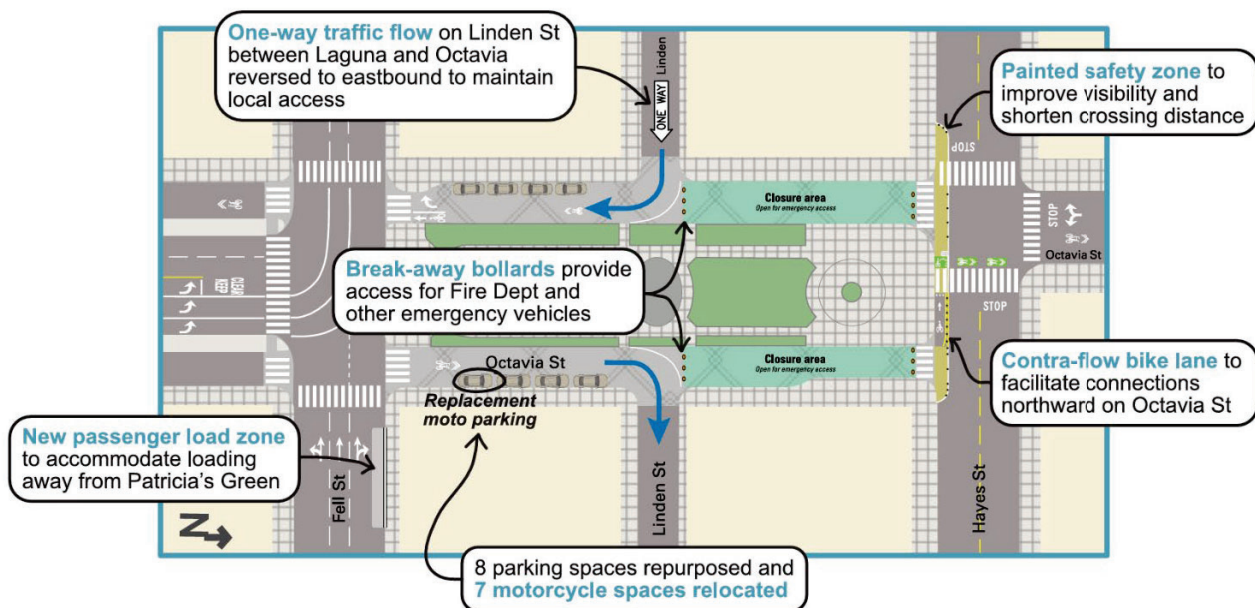 One-way traffic flow on Linden St
between Laguna and Octavia
reversed to eastbound to maintain
local access
Linden
ONE WAY
Painted safety zone to
improve visibility and
shorten crossing distance
STOP
Closure area
Open for emergency access
STOP
Octavia St
KEEP
CLEAR
Break-away bollards provide
access for Fire Dept and
other emergency vehicles
STOP
Octavia St
Closure area
Open for emergency access
Replacement
moto parking
Contra-flow bike lane to
facilitate connections
northward on Octavia St
New passenger load zone
to accommodate loading
away from Patricia's Green
Fell St
Linden St
Hayes St
N
8 parking spaces repurposed and
7 motorcycle spaces relocated